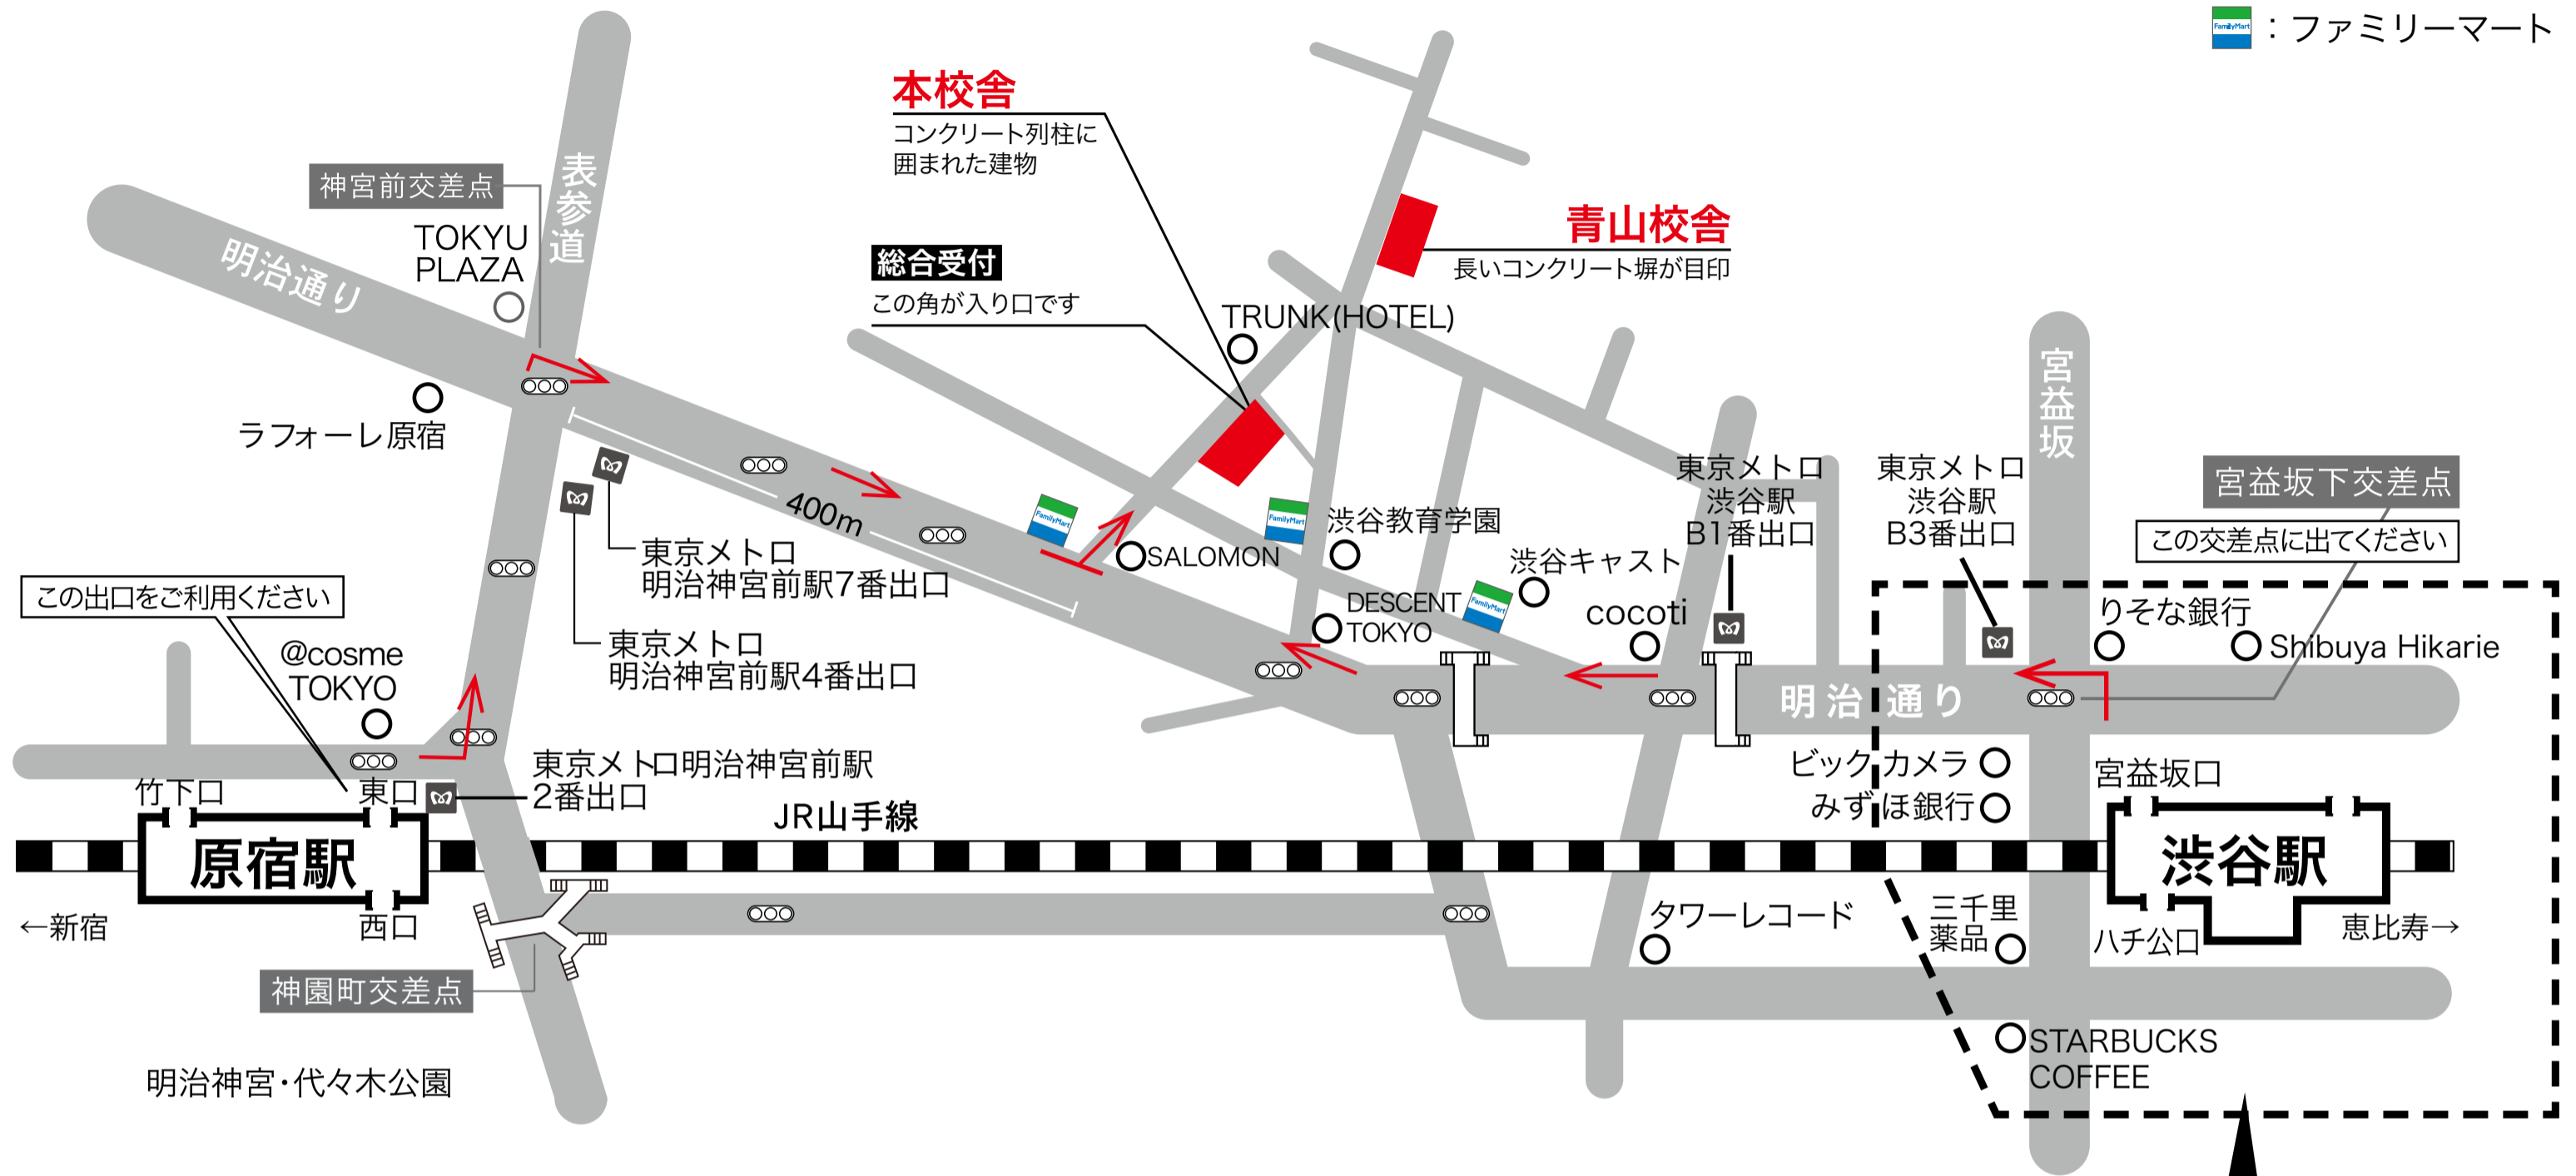 FamilyMart
：ファミリーマート
本校舎
コンクリート列柱に
囲まれた建物
神宮前交差点
表参道
TOKYU
PLAZA
明治通り
青山校舎
長いコンクリート塀が目印
総合受付
この角が入り口です
TRUNK(HOTEL)
ラフォーレ原宿
宮益坂
東京メトロ
渋谷駅
B1番出口
東京メトロ
渋谷駅
B3番出口
宮益坂下交差点
この交差点に出てください
400m
FamilyMart
FamilyMart
渋谷教育学園
SALOMON
東京メトロ
明治神宮前駅7番出口
渋谷キャスト
FamilyMart
DESCENT
TOKYO
cocoti
りそな銀行
Shibuya Hikarie
この出口をご利用ください
@cosme
TOKYO
東京メトロ
明治神宮前駅4番出口
明治通り
東京メトロ明治神宮前駅
2番出口
竹下口
東口
JR山手線
ビックカメラ
みずほ銀行
宮益坂口
原宿駅
渋谷駅
←新宿
西口
タワーレコード
三千里
薬品
ハチ公口
恵比寿→
神園町交差点
明治神宮・代々木公園
STARBUCKS
COFFEE